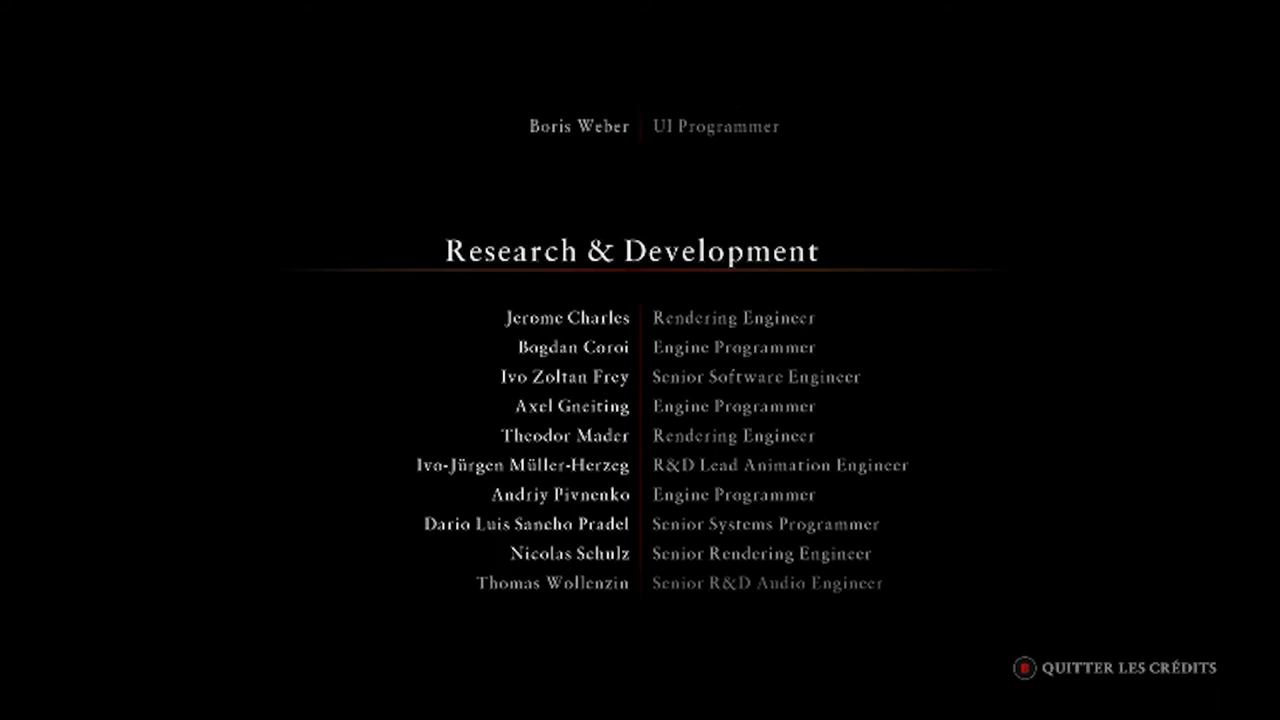 Boris Weber UI Programmer
Research & Development
Jerome Charles Rendering Engineer
Bogdan Coroi Engine Programmer
Ivo Zoltan Frey Senior Software Engineer
Axel Gneiting Engine Programmer
Theodor Mader Rendering Engineer
Ivo-Jürgen Müller-Herzeg R&D Lead Animation Engineer
Andriy Pivnenko Engine Programmer
Dario Luis Sancho Pradel Senior Systems Programmer
Nicolas Schulz Senior Rendering Engineer
Thomas Wollenzin Senior R&D Audio Engineer
B QUITTER LES CRÉDITS